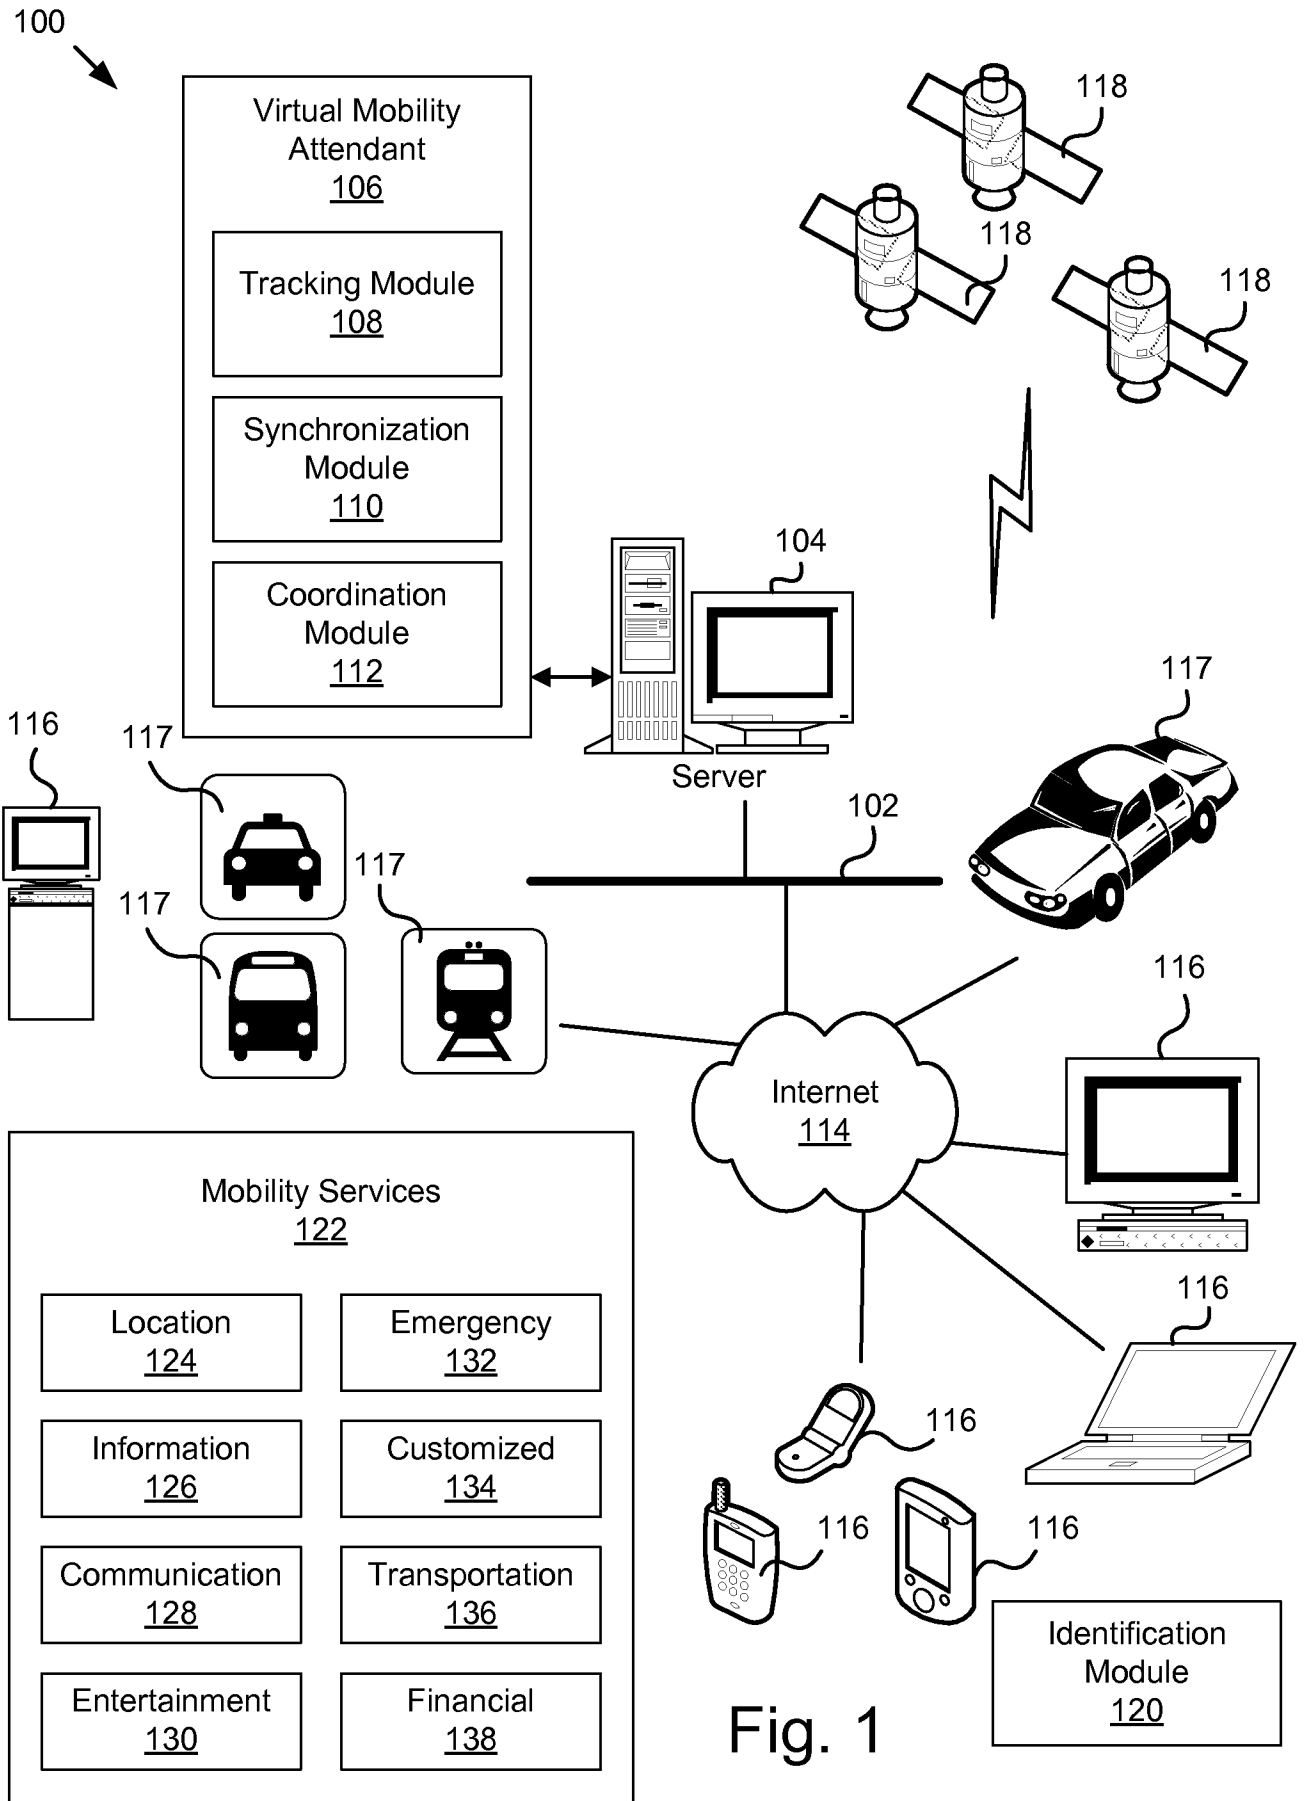 100
Virtual Mobility
Attendant
106
Tracking Module
108
Synchronization
Module
110
Coordination
Module
112
118
118
118
104
Server
102
117
116
117
117
117
116
Internet
114
116
116
116
116
Mobility Services
122
Location
124
Emergency
132
Information
126
Customized
134
Communication
128
Transportation
136
Entertainment
130
Financial
138
Identification
Module
120
Fig. 1